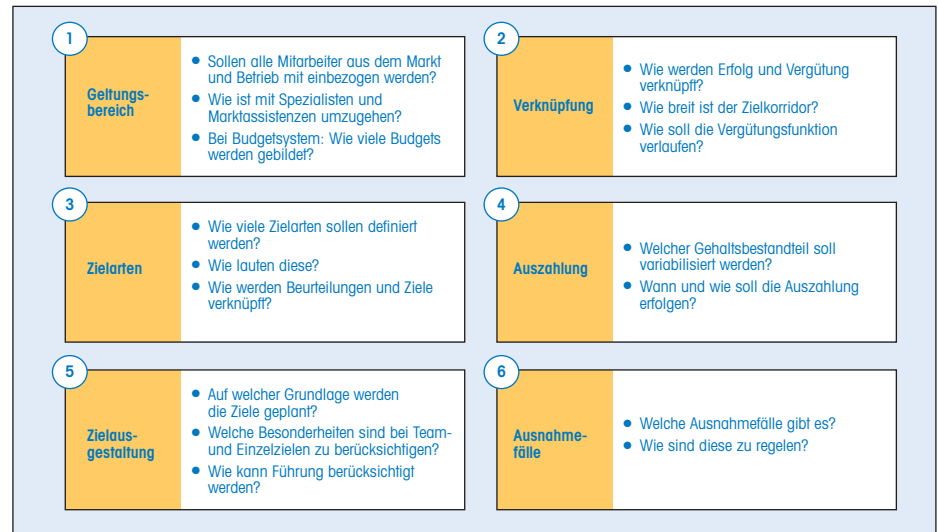 1
Geltungs-
bereich
• Sollen alle Mitarbeiter aus dem Markt
und Betrieb mit einbezogen werden?
• Wie ist mit Spezialisten und
Marktassistenzen umzugehen?
• Bei Budgetsystem: Wie viele Budgets
werden gebildet?
2
Verknüpfung
• Wie werden Erfolg und Vergütung
verknüpft?
• Wie breit ist der Zielkorridor?
• Wie soll die Vergütungsfunktion
verlaufen?
3
Zielarten
• Wie viele Zielarten sollen definiert
werden?
• Wie lauten diese?
• Wie werden Beurteilungen und Ziele
verknüpft?
4
Auszahlung
• Welcher Gehaltsbestandteil soll
variabilisiert werden?
• Wann und wie soll die Auszahlung
erfolgen?
5
Zielaus-
gestaltung
• Auf welcher Grundlage werden
die Ziele geplant?
• Welche Besonderheiten sind bei Team-
und Einzelzielen zu berücksichtigen?
• Wie kann Führung berücksichtigt
werden?
6
Ausnahme-
fälle
• Welche Ausnahmefälle gibt es?
• Wie sind diese zu regeln?